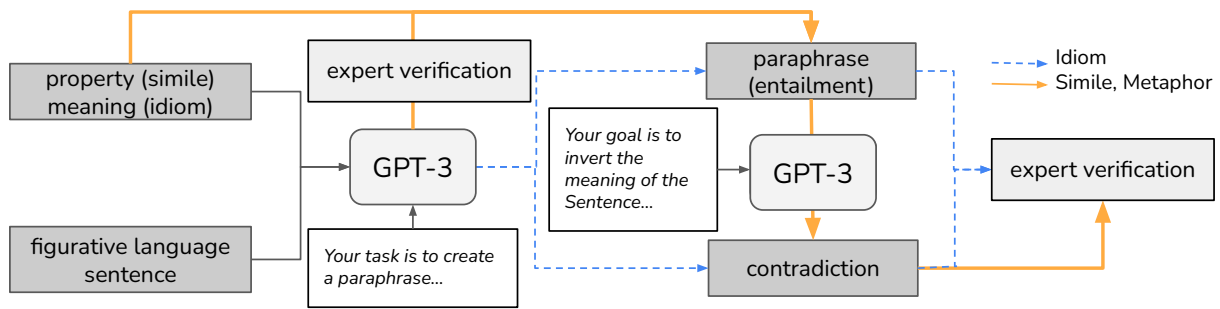 property (simile)
meaning (idiom)
figurative language
sentence
expert verification
GPT-3
Your task is to create
a paraphrase...
Your goal is to
invert the
meaning of the
Sentence...
paraphrase
(entailment)
GPT-3
contradiction
Idiom
Simile, Metaphor
expert verification